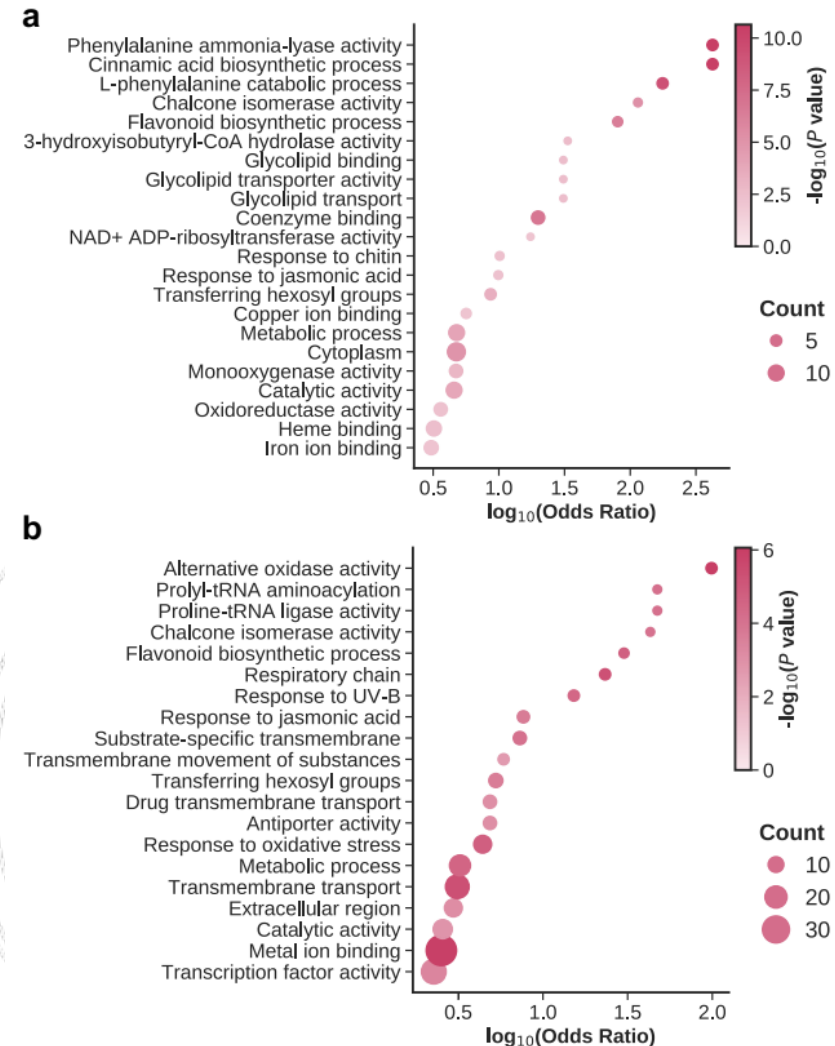 a
Phenylalanine ammonia-lyase activity
Cinnamic acid biosynthetic process
L-phenylalanine catabolic process
Chalcone isomerase activity
Flavonoid biosynthetic process
3-hydroxyisobutyryl-CoA hydrolase activity
Glycolipid binding
Glycolipid transporter activity
Glycolipid transport
Coenzyme binding
NAD+ ADP-ribosyltransferase activity
Response to chitin
Response to jasmonic acid
Transferring hexosyl groups
Copper ion binding
Metabolic process
Cytoplasm
Monooxygenase activity
Catalytic activity
Oxidoreductase activity
Heme binding
Iron ion binding
0.5 1.0 1.5 2.0 2.5
log₁₀(Odds Ratio)
10.0
7.5
5.0
2.5
0.0
-log₁₀(P value)
Count
5
10
b
Alternative oxidase activity
Prolyl-tRNA aminoacylation
Proline-tRNA ligase activity
Chalcone isomerase activity
Flavonoid biosynthetic process
Respiratory chain
Response to UV-B
Response to jasmonic acid
Substrate-specific transmembrane
Transmembrane movement of substances
Transferring hexosyl groups
Drug transmembrane transport
Antiporter activity
Response to oxidative stress
Metabolic process
Transmembrane transport
Extracellular region
Catalytic activity
Metal ion binding
Transcription factor activity
0.5 1.0 1.5 2.0
log₁₀(Odds Ratio)
6
4
2
0
-log₁₀(P value)
Count
10
20
30